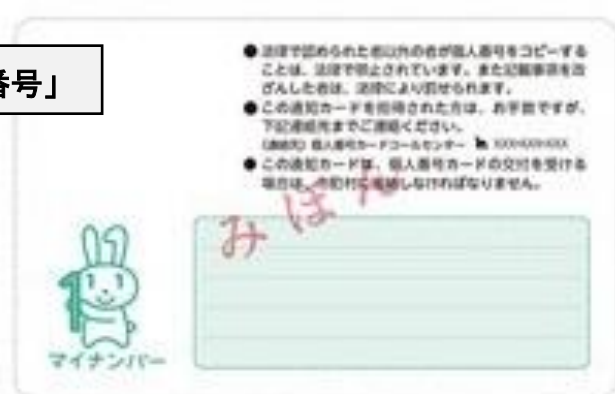 番号」
● 法律で認められた者以外の者が個人番号をコピーする
ことは、法律で禁止されています。また記載事項を改
ざんした者は、法律により罰せられます。
● この通知カードを拾得された方は、お手数ですが、
下記連絡先までご連絡ください。
(連絡先) 個人番号カードコールセンター
● この通知カードは、個人番号カードの交付を受ける
場合は、市町村に返納しなければなりません。
みほん
マイナンバー